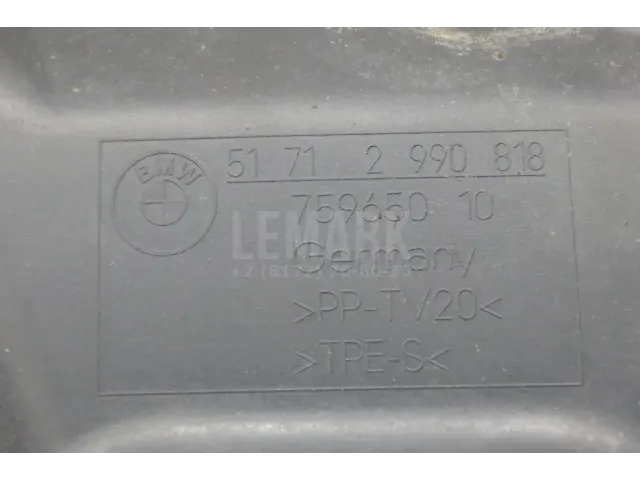 BMW
51 71 2 990 818
759650 10
LEMARK
Germany
>PP-T /20<
>TPE-S<